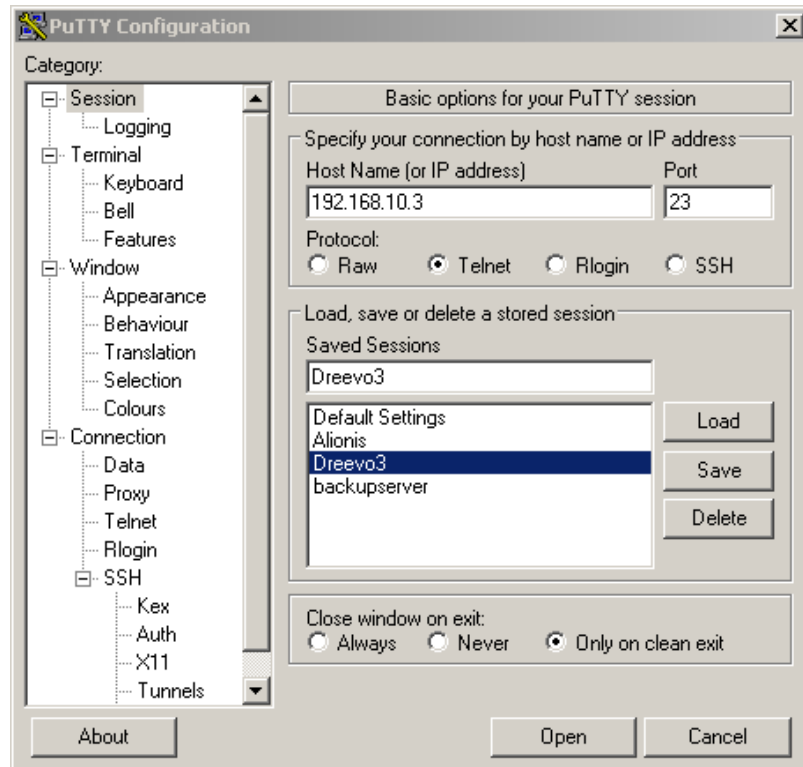 PuTTY Configuration
Category:
Session
Logging
Terminal
Keyboard
Bell
Features
Window
Appearance
Behaviour
Translation
Selection
Colours
Connection
Data
Proxy
Telnet
Rlogin
SSH
Kex
Auth
X11
Tunnels
Basic options for your PuTTY session
Specify your connection by host name or IP address
Host Name (or IP address) Port
192.168.10.3 23
Protocol:
Raw Telnet Rlogin SSH
Load, save or delete a stored session
Saved Sessions
Dreevo3
Default Settings
Alionis
Dreevo3
backupserver
Load
Save
Delete
Close window on exit:
Always Never Only on clean exit
About Open Cancel